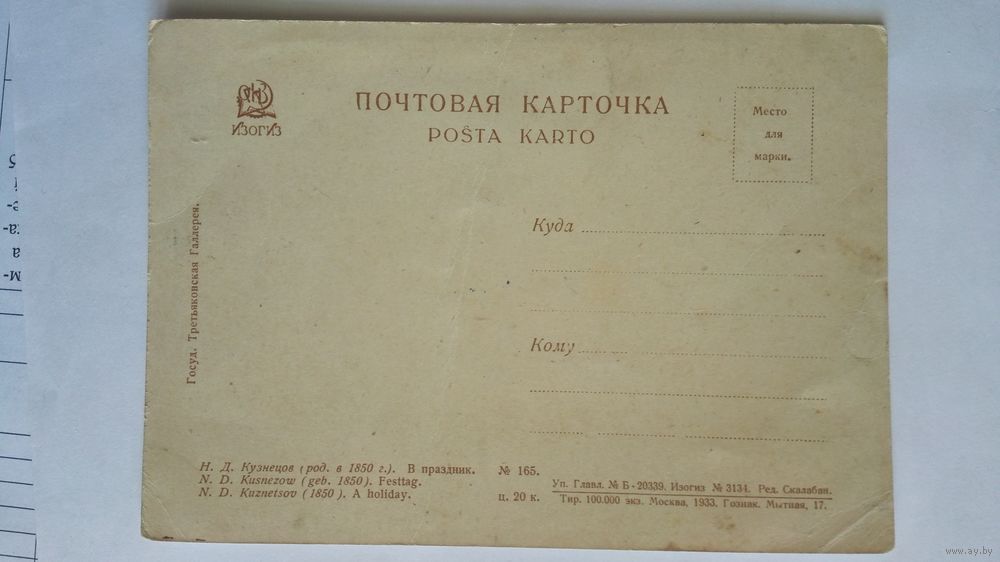 ИЗОГИЗ
ПОЧТОВАЯ КАРТОЧКА
POŜTA KARTO
Место
для
марки.
Госуд. Третьяковская Галлерея.
Куда
Кому
Н. Д. Кузнецов (род. в 1850 г.). В праздник. № 165.
N. D. Kusnezow (geb. 1850). Festtag.
N. D. Kuznetsov (1850). A holiday. ц. 20 к.
Уп. Главл. № Б-20339. Изогиз № 3134. Ред. Скалабан.
Тир. 100.000 экз. Москва, 1933. Гознак. Мытная, 17.
www.ay.by